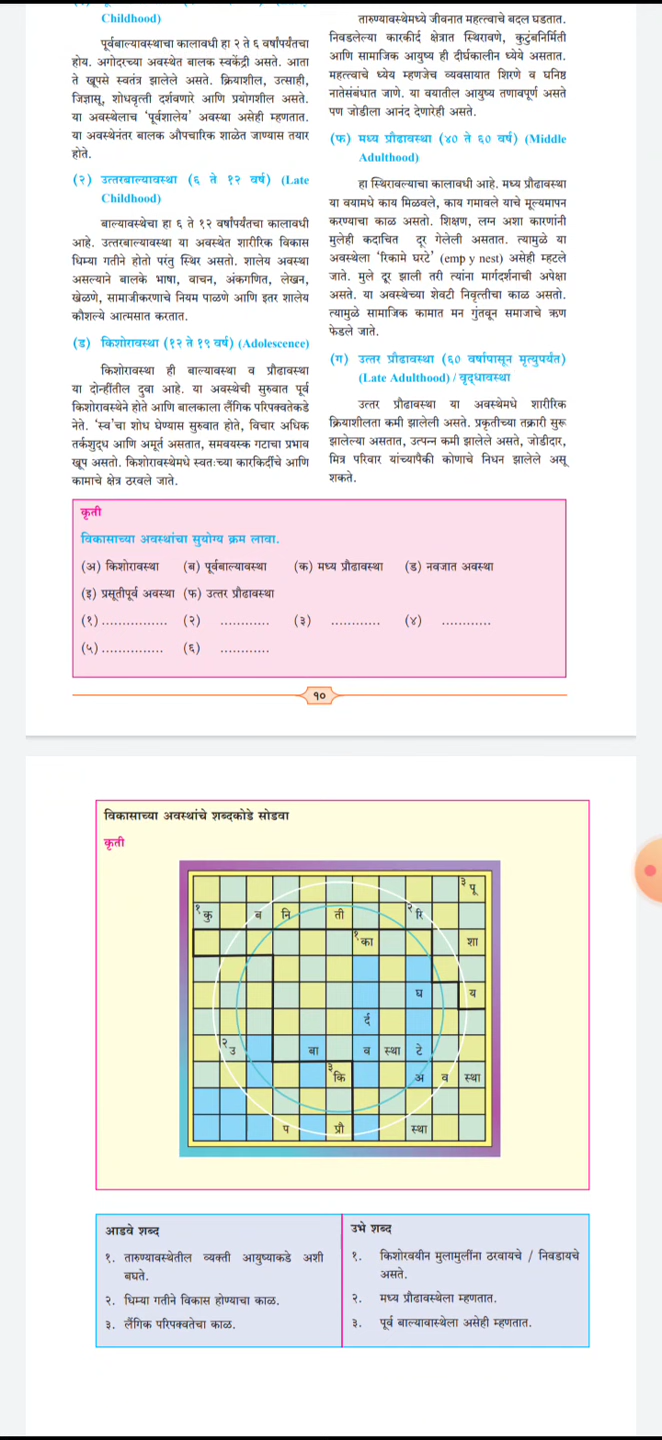 Childhood)
पूर्वबाल्यावस्थाचा कालावधी हा २ ते ६ वर्षांपर्यंतचा
होय. अगोदरच्या अवस्थेत बालक स्वकेंद्री असते. आता
ते खूपसे स्वतंत्र झालेले असते. क्रियाशील, उत्साही,
जिज्ञासू, शोधवृत्ती दर्शवणारे आणि प्रयोगशील असते.
या अवस्थेलाच ‘पूर्वशालेय’ अवस्था असेही म्हणतात.
या अवस्थेनंतर बालक औपचारिक शाळेत जाण्यास तयार
होते.
(२) उत्तरबाल्यावस्था (६ ते १२ वर्ष) (Late
Childhood)
बाल्यावस्थेचा हा ६ ते १२ वर्षांपर्यंतचा कालावधी
आहे. उत्तरबाल्यावस्था या अवस्थेत शारीरिक विकास
धिम्या गतीने होतो परंतु स्थिर असतो. शालेय अवस्था
असल्याने बालके भाषा, वाचन, अंकगणित, लेखन,
खेळणे, सामाजीकरणाचे नियम पाळणे आणि इतर शालेय
कौशल्ये आत्मसात करतात.
(ड) किशोरावस्था (१२ ते १९ वर्ष) (Adolescence)
किशोरावस्था ही बाल्यावस्था व प्रौढावस्था
या दोन्हींतील दुवा आहे. या अवस्थेची सुरुवात पूर्व
किशोरावस्थेने होते आणि बालकाला लैंगिक परिपक्वतेकडे
नेते. ‘स्व’चा शोध घेण्यास सुरुवात होते, विचार अधिक
तर्कशुद्ध आणि अमूर्त असतात, समवयस्क गटाचा प्रभाव
खूप असतो. किशोरावस्थेमधे स्वतःच्या कारकिर्दीचे आणि
कामाचे क्षेत्र ठरवले जाते.
तारुण्यावस्थेमध्ये जीवनात महत्त्वाचे बदल घडतात.
निवडलेल्या कारकीर्द क्षेत्रात स्थिरावणे, कुटुंबनिर्मिती
आणि सामाजिक आयुष्य ही दीर्घकालीन ध्येये असतात.
महत्त्वाचे ध्येय म्हणजेच व्यवसायात शिरणे व घनिष्ठ
नातेसंबंधात जाणे. या वयातील आयुष्य तणावपूर्ण असते
पण जोडीला आनंद देणारेही असते.
(फ) मध्य प्रौढावस्था (४० ते ६० वर्ष) (Middle
Adulthood)
हा स्थिरावल्याचा कालावधी आहे. मध्य प्रौढावस्था
या वयामधे काय मिळवले, काय गमावले याचे मूल्यमापन
करण्याचा काळ असतो. शिक्षण, लग्न अशा कारणांनी
मुलेही कदाचित दूर गेलेली असतात. त्यामुळे या
अवस्थेला ‘रिकामे घरटे’ (emp y nest) असेही म्हटले
जाते. मुले दूर झाली तरी त्यांना मार्गदर्शनाची अपेक्षा
असते. या अवस्थेच्या शेवटी निवृत्तीचा काळ असतो.
त्यामुळे सामाजिक कामात मन गुंतवून समाजाचे ऋण
फेडले जाते.
(ग) उत्तर प्रौढावस्था (६० वर्षापासून मृत्युपर्यंत)
(Late Adulthood) / वृद्धावस्था
उत्तर प्रौढावस्था या अवस्थेमधे शारीरिक
क्रियाशीलता कमी झालेली असते. प्रकृतीच्या तक्रारी सुरू
झालेल्या असतात, उत्पन्न कमी झालेले असते, जोडीदार,
मित्र परिवार यांच्यापैकी कोणाचे निधन झालेले असू
शकते.
कृती
विकासाच्या अवस्थांचा सुयोग्य क्रम लावा.
(अ) किशोरावस्था (ब) पूर्वबाल्यावस्था (क) मध्य प्रौढावस्था (ड) नवजात अवस्था
(इ) प्रसूतीपूर्व अवस्था (फ) उत्तर प्रौढावस्था
(१) ................ (२) ............ (३) ............ (४) ............
(५) ............... (६) ............
१०
विकासाच्या अवस्थांचे शब्दकोडे सोडवा
कृती
३ पू
१ कु ब नि ती २ रि
१ का शा
घ य
र्द
२ उ बा व स्था टे
३ कि अ व स्था
प प्रौ स्था
आडवे शब्द
१. तारुण्यावस्थेतील व्यक्ती आयुष्याकडे अशी
बघते.
२. धिम्या गतीने विकास होण्याचा काळ.
३. लैंगिक परिपक्वतेचा काळ.
उभे शब्द
१. किशोरवयीन मुलामुलींना ठरवायचे / निवडायचे
असते.
२. मध्य प्रौढावस्थेला म्हणतात.
३. पूर्व बाल्यावास्थेला असेही म्हणतात.